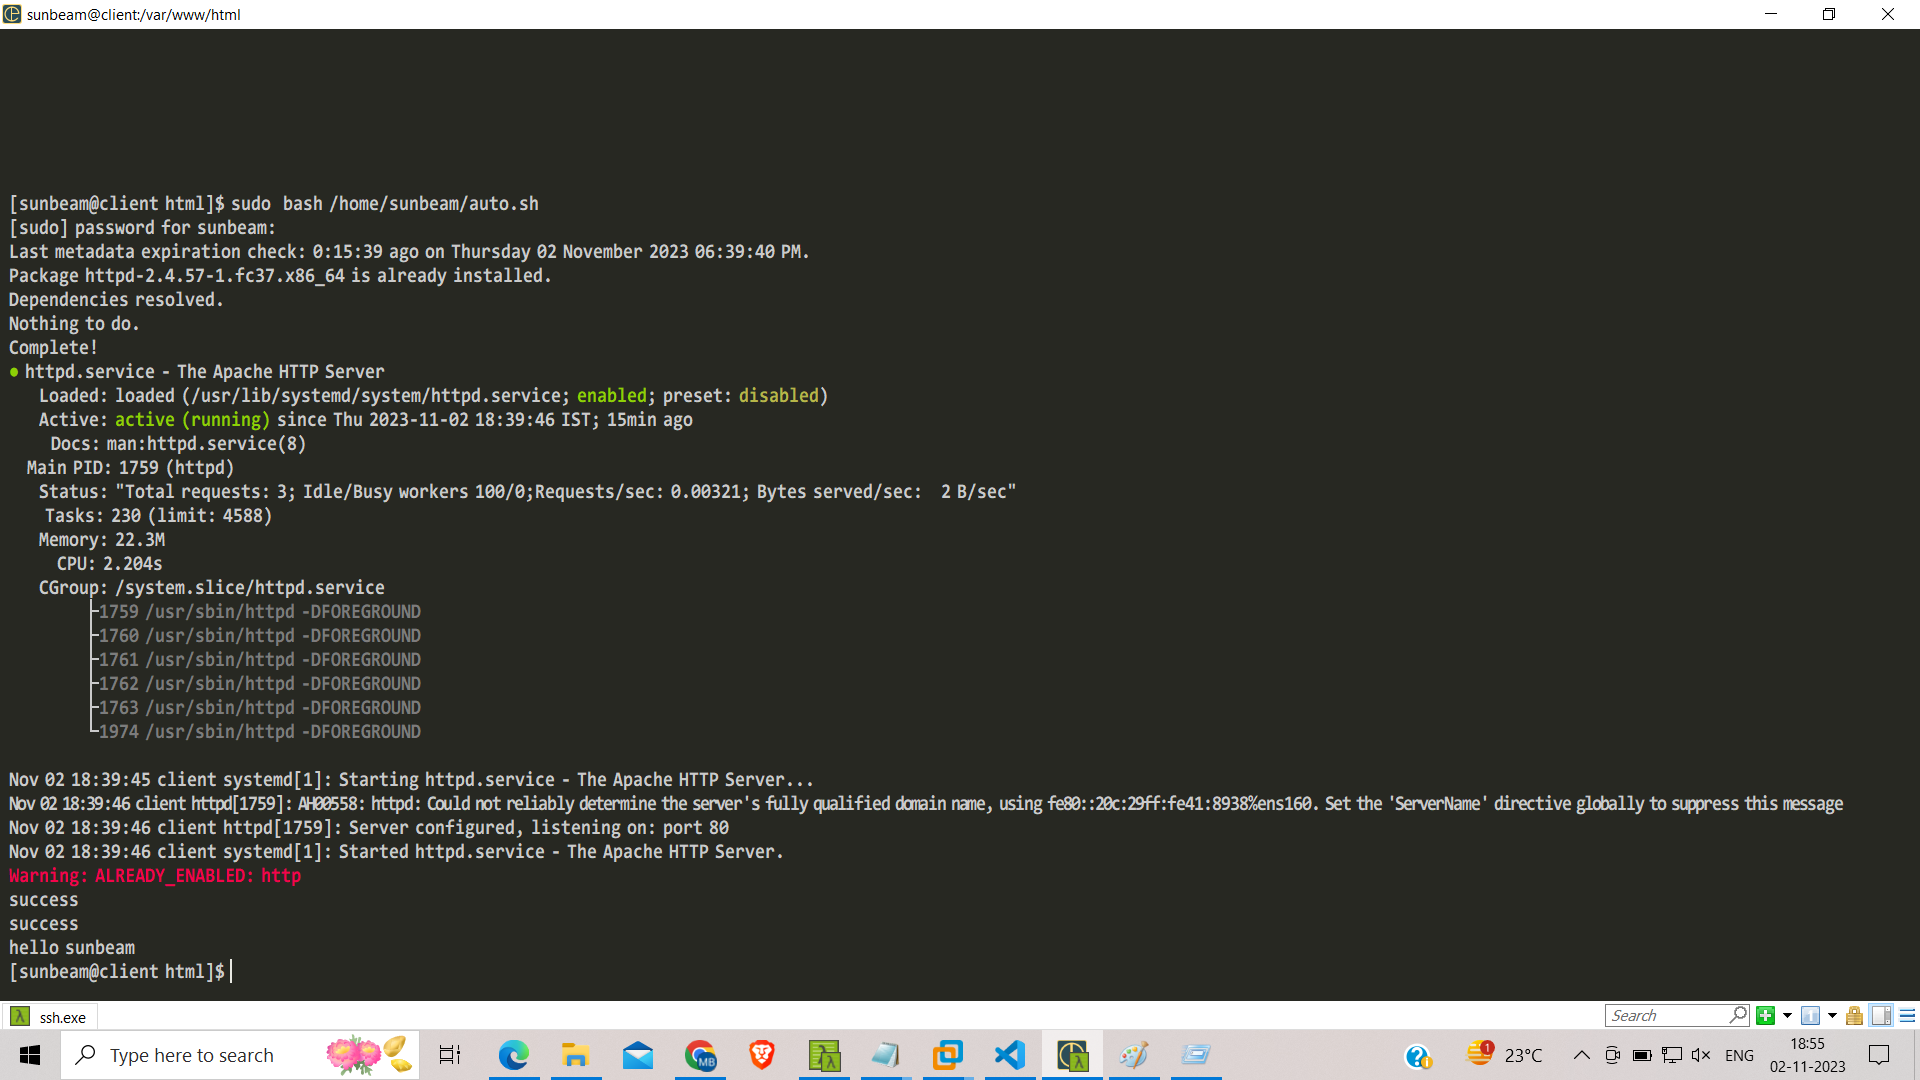 sunbeam@client:/var/www/html
[sunbeam@client html]$ sudo  bash /home/sunbeam/auto.sh
[sudo] password for sunbeam:
Last metadata expiration check: 0:15:39 ago on Thursday 02 November 2023 06:39:40 PM.
Package httpd-2.4.57-1.fc37.x86_64 is already installed.
Dependencies resolved.
Nothing to do.
Complete!
● httpd.service - The Apache HTTP Server
     Loaded: loaded (/usr/lib/systemd/system/httpd.service; enabled; preset: disabled)
     Active: active (running) since Thu 2023-11-02 18:39:46 IST; 15min ago
       Docs: man:httpd.service(8)
   Main PID: 1759 (httpd)
     Status: "Total requests: 3; Idle/Busy workers 100/0;Requests/sec: 0.00321; Bytes served/sec:   2 B/sec"
      Tasks: 230 (limit: 4588)
     Memory: 22.3M
        CPU: 2.204s
     CGroup: /system.slice/httpd.service
             ├─1759 /usr/sbin/httpd -DFOREGROUND
             ├─1760 /usr/sbin/httpd -DFOREGROUND
             ├─1761 /usr/sbin/httpd -DFOREGROUND
             ├─1762 /usr/sbin/httpd -DFOREGROUND
             ├─1763 /usr/sbin/httpd -DFOREGROUND
             └─1974 /usr/sbin/httpd -DFOREGROUND
Nov 02 18:39:45 client systemd[1]: Starting httpd.service - The Apache HTTP Server...
Nov 02 18:39:46 client httpd[1759]: AH00558: httpd: Could not reliably determine the server's fully qualified domain name, using fe80::20c:29ff:fe41:8938%ens160. Set the 'ServerName' directive globally to suppress this message
Nov 02 18:39:46 client httpd[1759]: Server configured, listening on: port 80
Nov 02 18:39:46 client systemd[1]: Started httpd.service - The Apache HTTP Server.
Warning: ALREADY_ENABLED: http
success
success
hello sunbeam
[sunbeam@client html]$
ssh.exe
Search
Type here to search
MB
1
23°C
ENG
18:55
02-11-2023